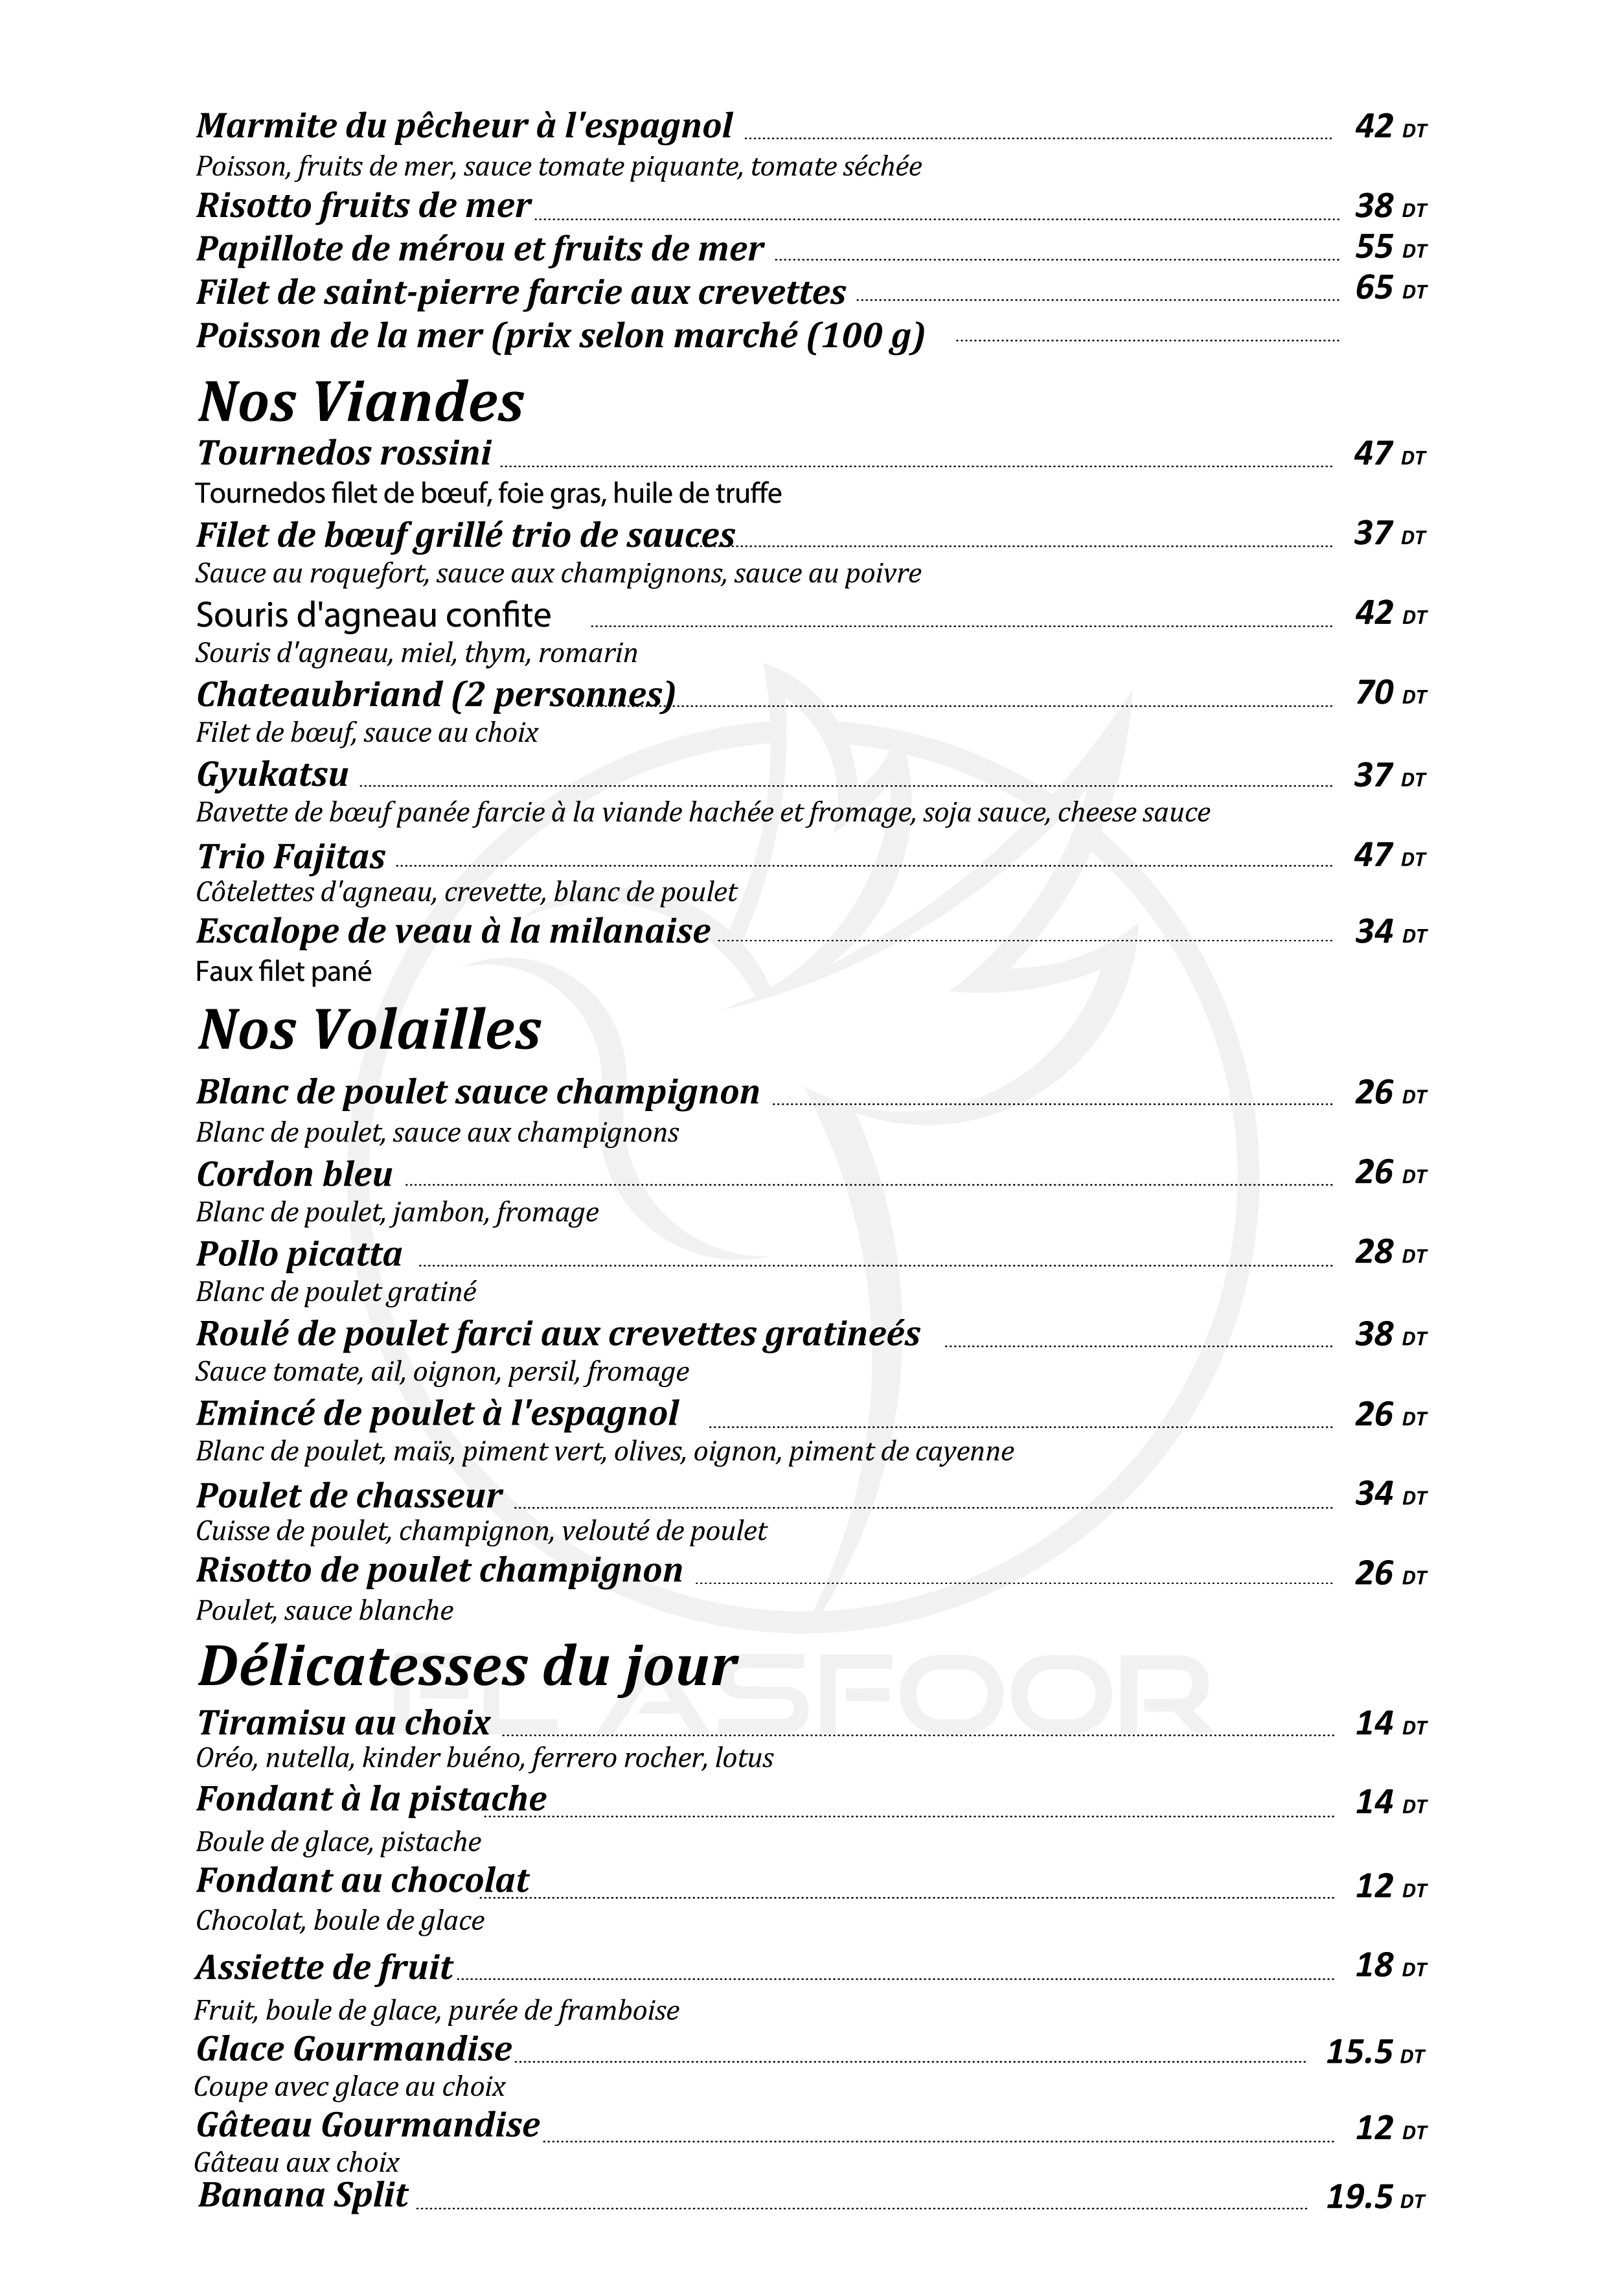 Marmite du pêcheur à l'espagnol 42 DT
Poisson, fruits de mer, sauce tomate piquante, tomate séchée
Risotto fruits de mer 38 DT
Papillote de mérou et fruits de mer 55 DT
Filet de saint-pierre farcie aux crevettes 65 DT
Poisson de la mer (prix selon marché (100 g)
Nos Viandes
Tournedos rossini 47 DT
Tournedos filet de bœuf, foie gras, huile de truffe
Filet de bœuf grillé trio de sauces 37 DT
Sauce au roquefort, sauce aux champignons, sauce au poivre
Souris d'agneau confite 42 DT
Souris d'agneau, miel, thym, romarin
Chateaubriand (2 personnes) 70 DT
Filet de bœuf, sauce au choix
Gyukatsu 37 DT
Bavette de bœuf panée farcie à la viande hachée et fromage, soja sauce, cheese sauce
Trio Fajitas 47 DT
Côtelettes d'agneau, crevette, blanc de poulet
Escalope de veau à la milanaise 34 DT
Faux filet pané
Nos Volailles
Blanc de poulet sauce champignon 26 DT
Blanc de poulet, sauce aux champignons
Cordon bleu 26 DT
Blanc de poulet, jambon, fromage
Pollo picatta 28 DT
Blanc de poulet gratiné
Roulé de poulet farci aux crevettes gratineés 38 DT
Sauce tomate, ail, oignon, persil, fromage
Emincé de poulet à l'espagnol 26 DT
Blanc de poulet, maïs, piment vert, olives, oignon, piment de cayenne
Poulet de chasseur 34 DT
Cuisse de poulet, champignon, velouté de poulet
Risotto de poulet champignon 26 DT
Poulet, sauce blanche
Délicatesses du jour
EL ASFOOR
Tiramisu au choix 14 DT
Oréo, nutella, kinder buéno, ferrero rocher, lotus
Fondant à la pistache 14 DT
Boule de glace, pistache
Fondant au chocolat 12 DT
Chocolat, boule de glace
Assiette de fruit 18 DT
Fruit, boule de glace, purée de framboise
Glace Gourmandise 15.5 DT
Coupe avec glace au choix
Gâteau Gourmandise 12 DT
Gâteau aux choix
Banana Split 19.5 DT